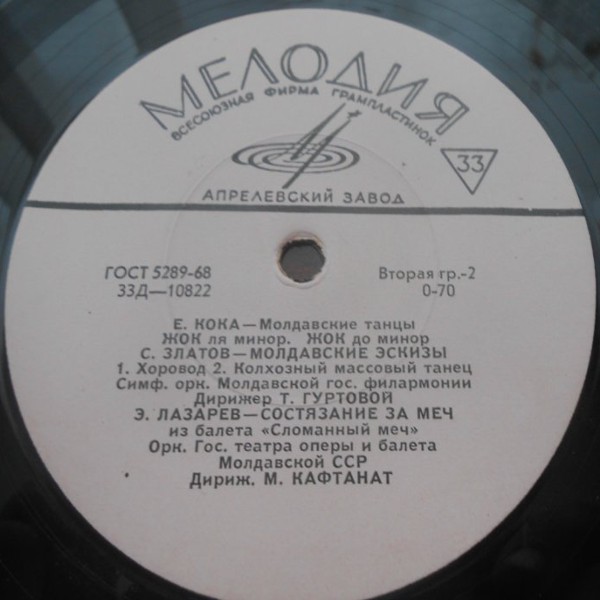 МЕЛОДИЯ
ВСЕСОЮЗНАЯ ФИРМА ГРАМПЛАСТИНОК
33
АПРЕЛЕВСКИЙ ЗАВОД
ГОСТ 5289-68 Вторая гр.-2
33Д—10822 0-70
Е. КОКА—Молдавские танцы
ЖОК ля минор. ЖОК до минор
С. ЗЛАТОВ—МОЛДАВСКИЕ ЭСКИЗЫ
1. Хоровод 2. Колхозный массовый танец
Симф. орк. Молдавской гос. филармонии
Дирижер Т. ГУРТОВОЙ
Э. ЛАЗАРЕВ—СОСТЯЗАНИЕ ЗА МЕЧ
из балета «Сломанный меч»
Орк. Гос. театра оперы и балета
Молдавской ССР
Дириж. М. КАФТАНАТ